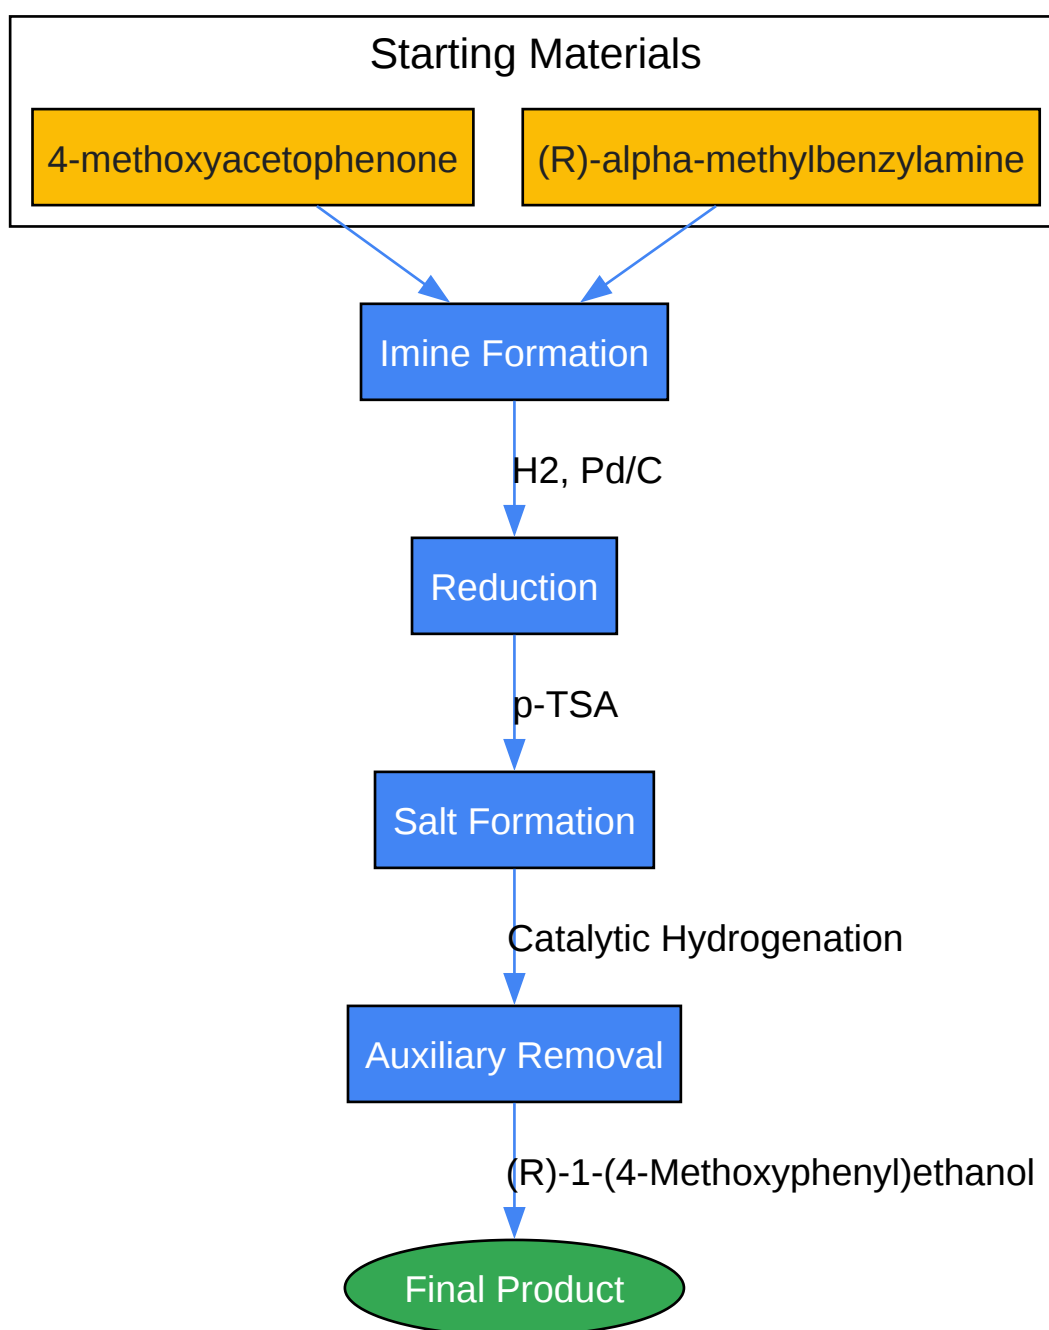 Starting Materials
4-methoxyacetophenone
(R)-alpha-methylbenzylamine
Imine Formation
H2, Pd/C
Reduction
p-TSA
Salt Formation
Catalytic Hydrogenation
Auxiliary Removal
(R)-1-(4-Methoxyphenyl)ethanol
Final Product